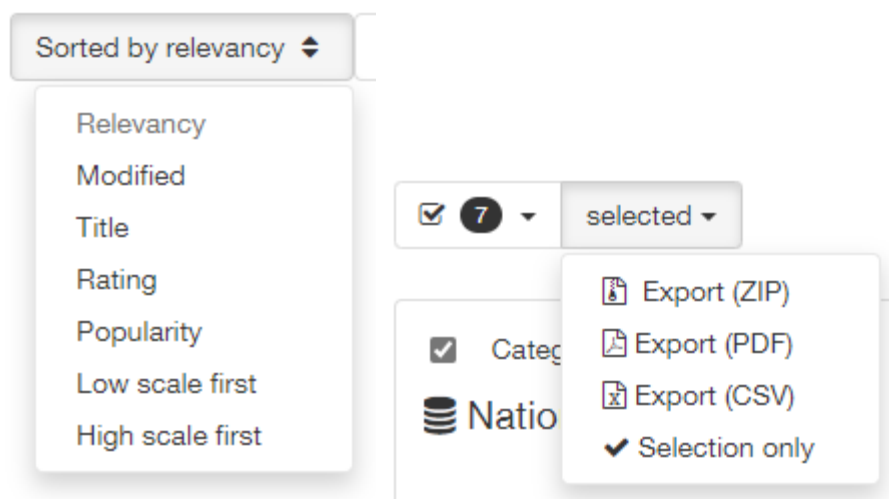 Sorted by relevancy
Relevancy
Modified
Title
Rating
Popularity
Low scale first
High scale first
7
selected
Export (ZIP)
Export (PDF)
Export (CSV)
Selection only
Categ
Natio